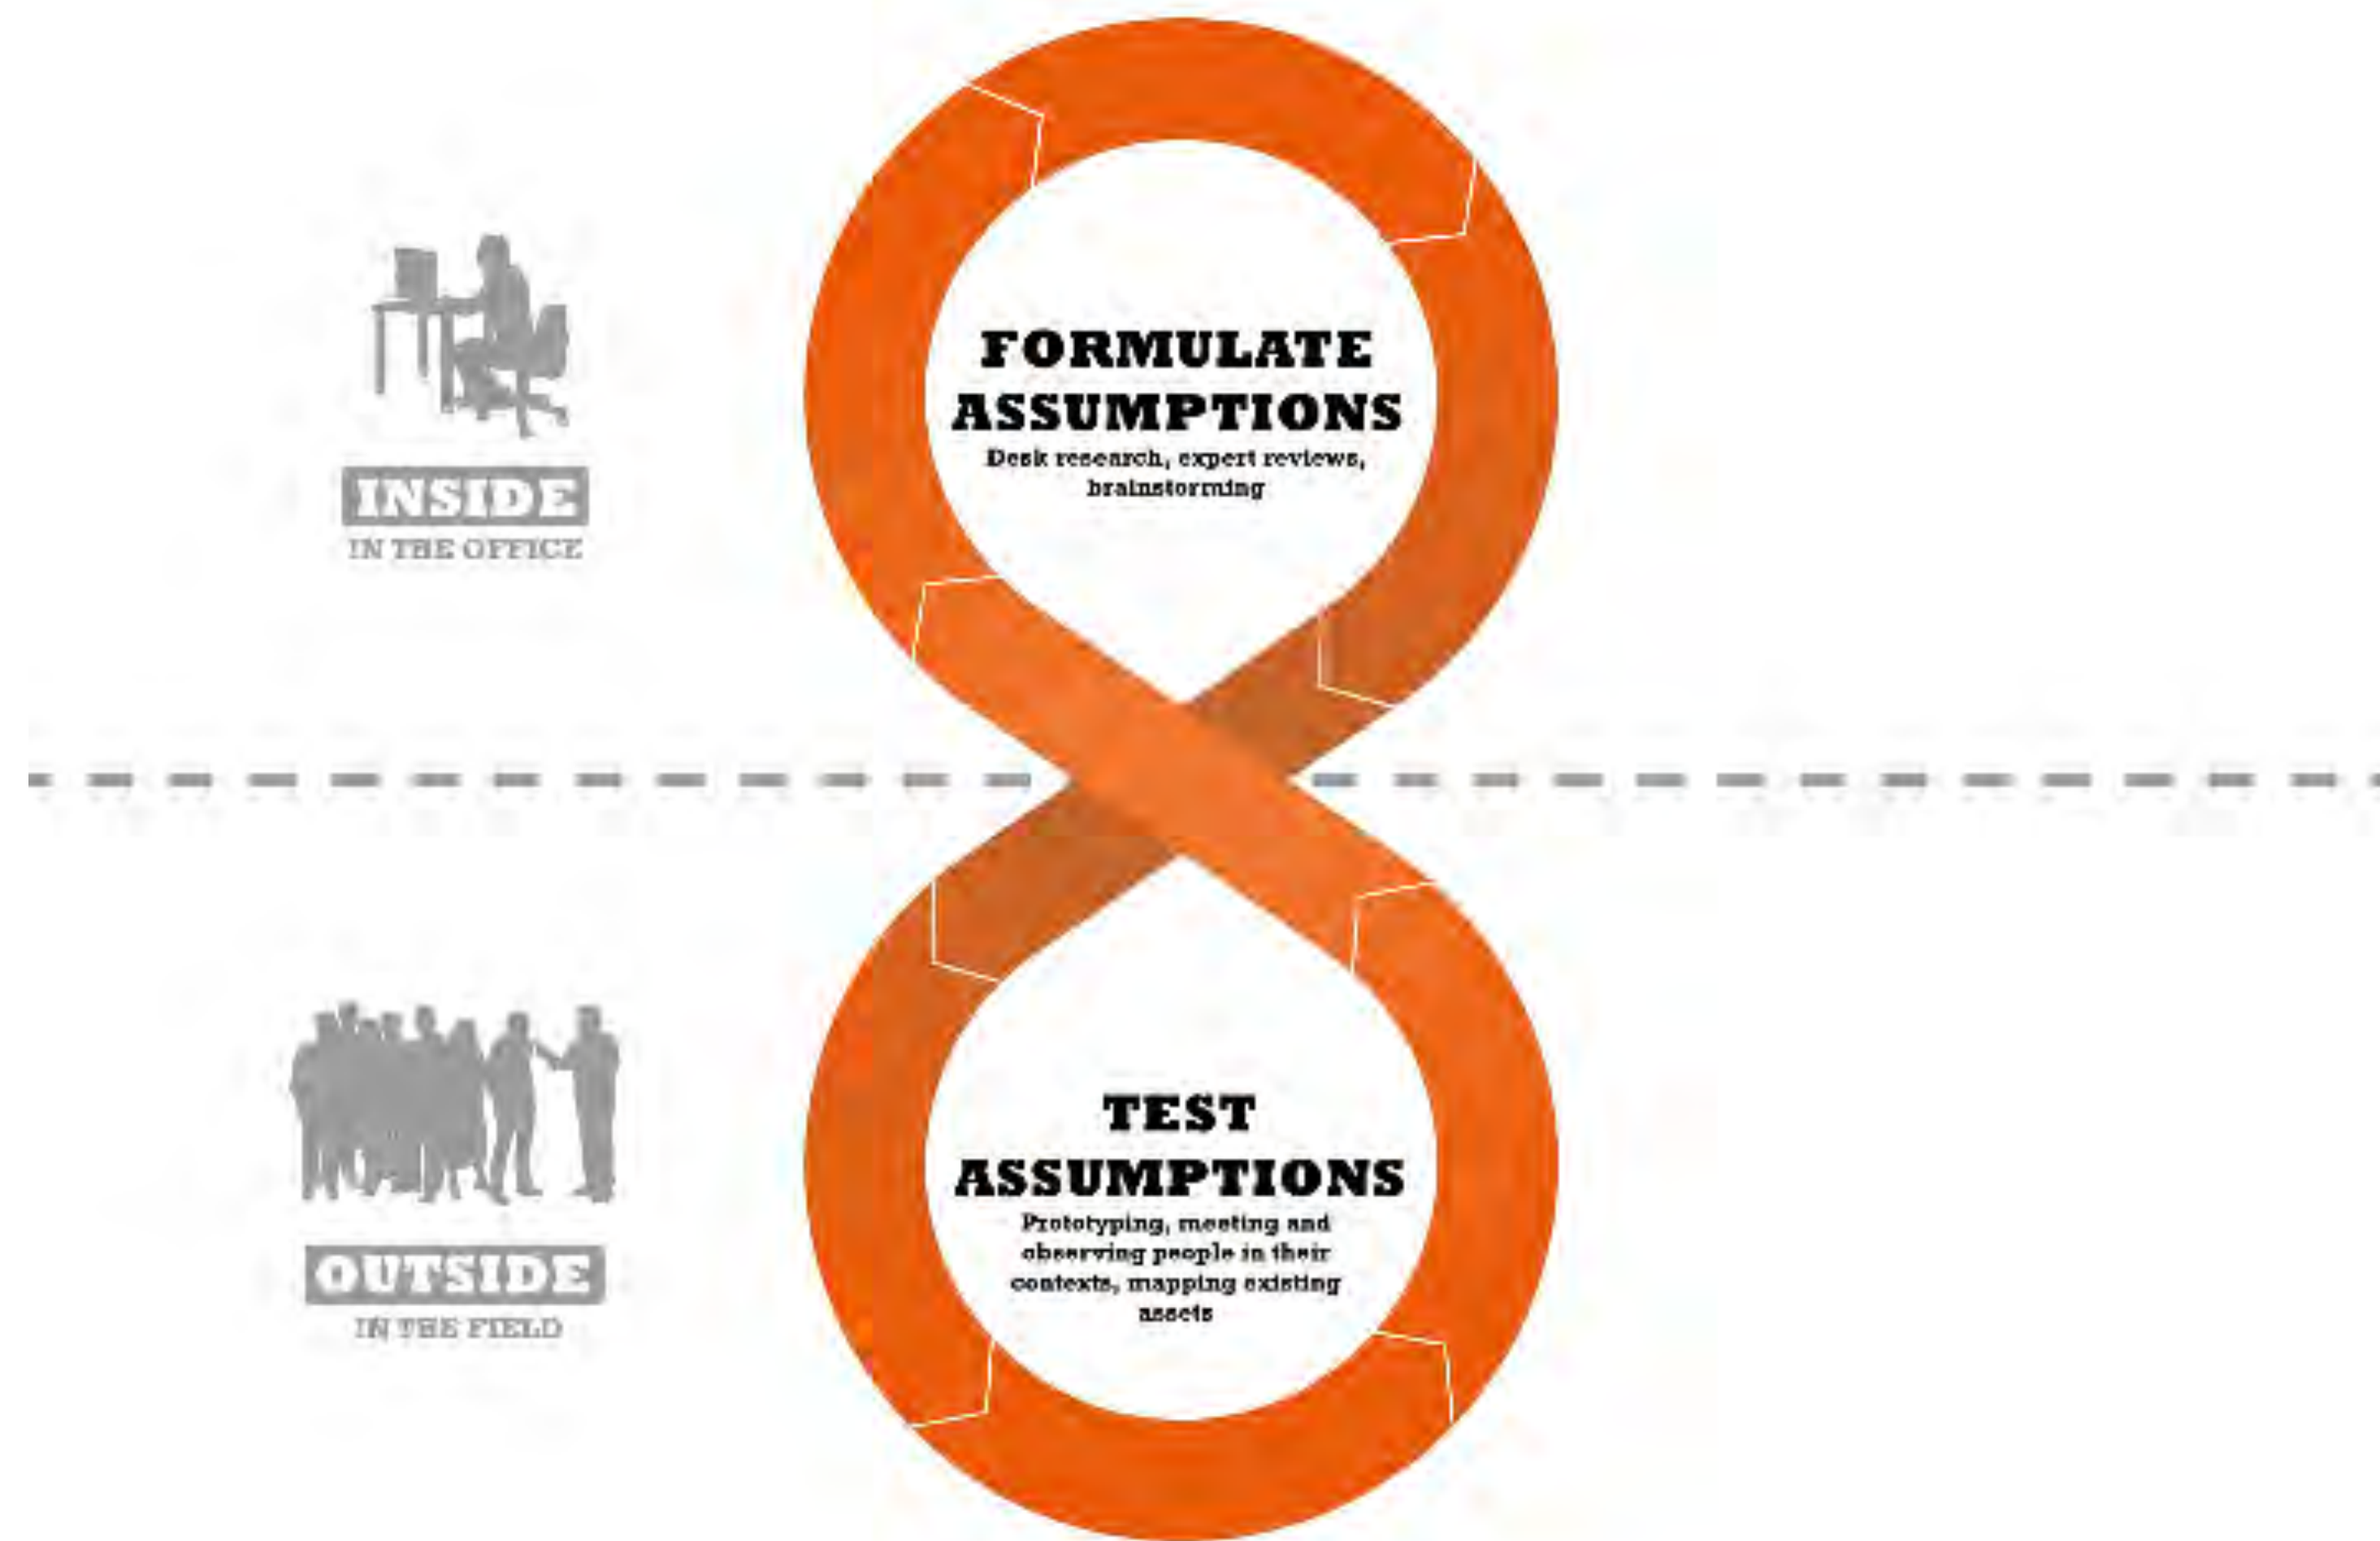 FORMULATE
ASSUMPTIONS
Desk research, expert reviews,
brainstorming
INSIDE
IN THE OFFICE
TEST
ASSUMPTIONS
Prototyping, meeting and
observing people in their
contexts, mapping existing
assets
OUTSIDE
IN THE FIELD